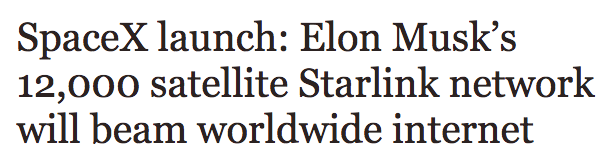 SpaceX launch: Elon Musk’s
12,000 satellite Starlink network
will beam worldwide internet